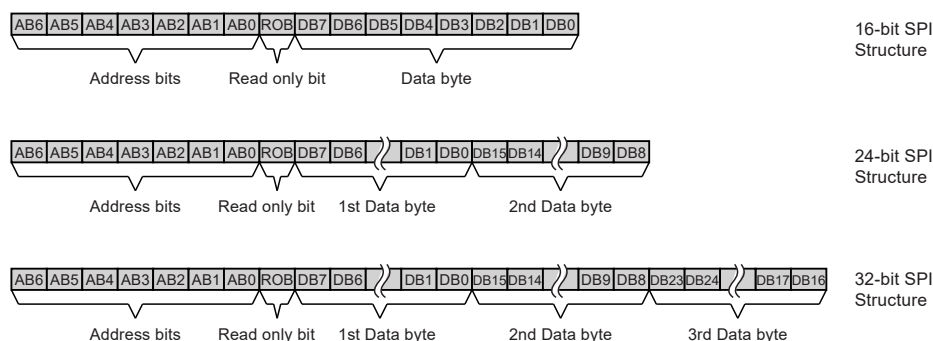 AB6 AB5 AB4 AB3 AB2 AB1 AB0 ROB DB7 DB6 DB5 DB4 DB3 DB2 DB1 DB0
16-bit SPI
Structure
Address bits Read only bit Data byte
AB6 AB5 AB4 AB3 AB2 AB1 AB0 ROB DB7 DB6 DB1 DB0 DB15 DB14 DB9 DB8
24-bit SPI
Structure
Address bits Read only bit 1st Data byte 2nd Data byte
AB6 AB5 AB4 AB3 AB2 AB1 AB0 ROB DB7 DB6 DB1 DB0 DB15 DB14 DB9 DB8 DB23 DB24 DB17 DB16
32-bit SPI
Structure
Address bits Read only bit 1st Data byte 2nd Data byte 3rd Data byte